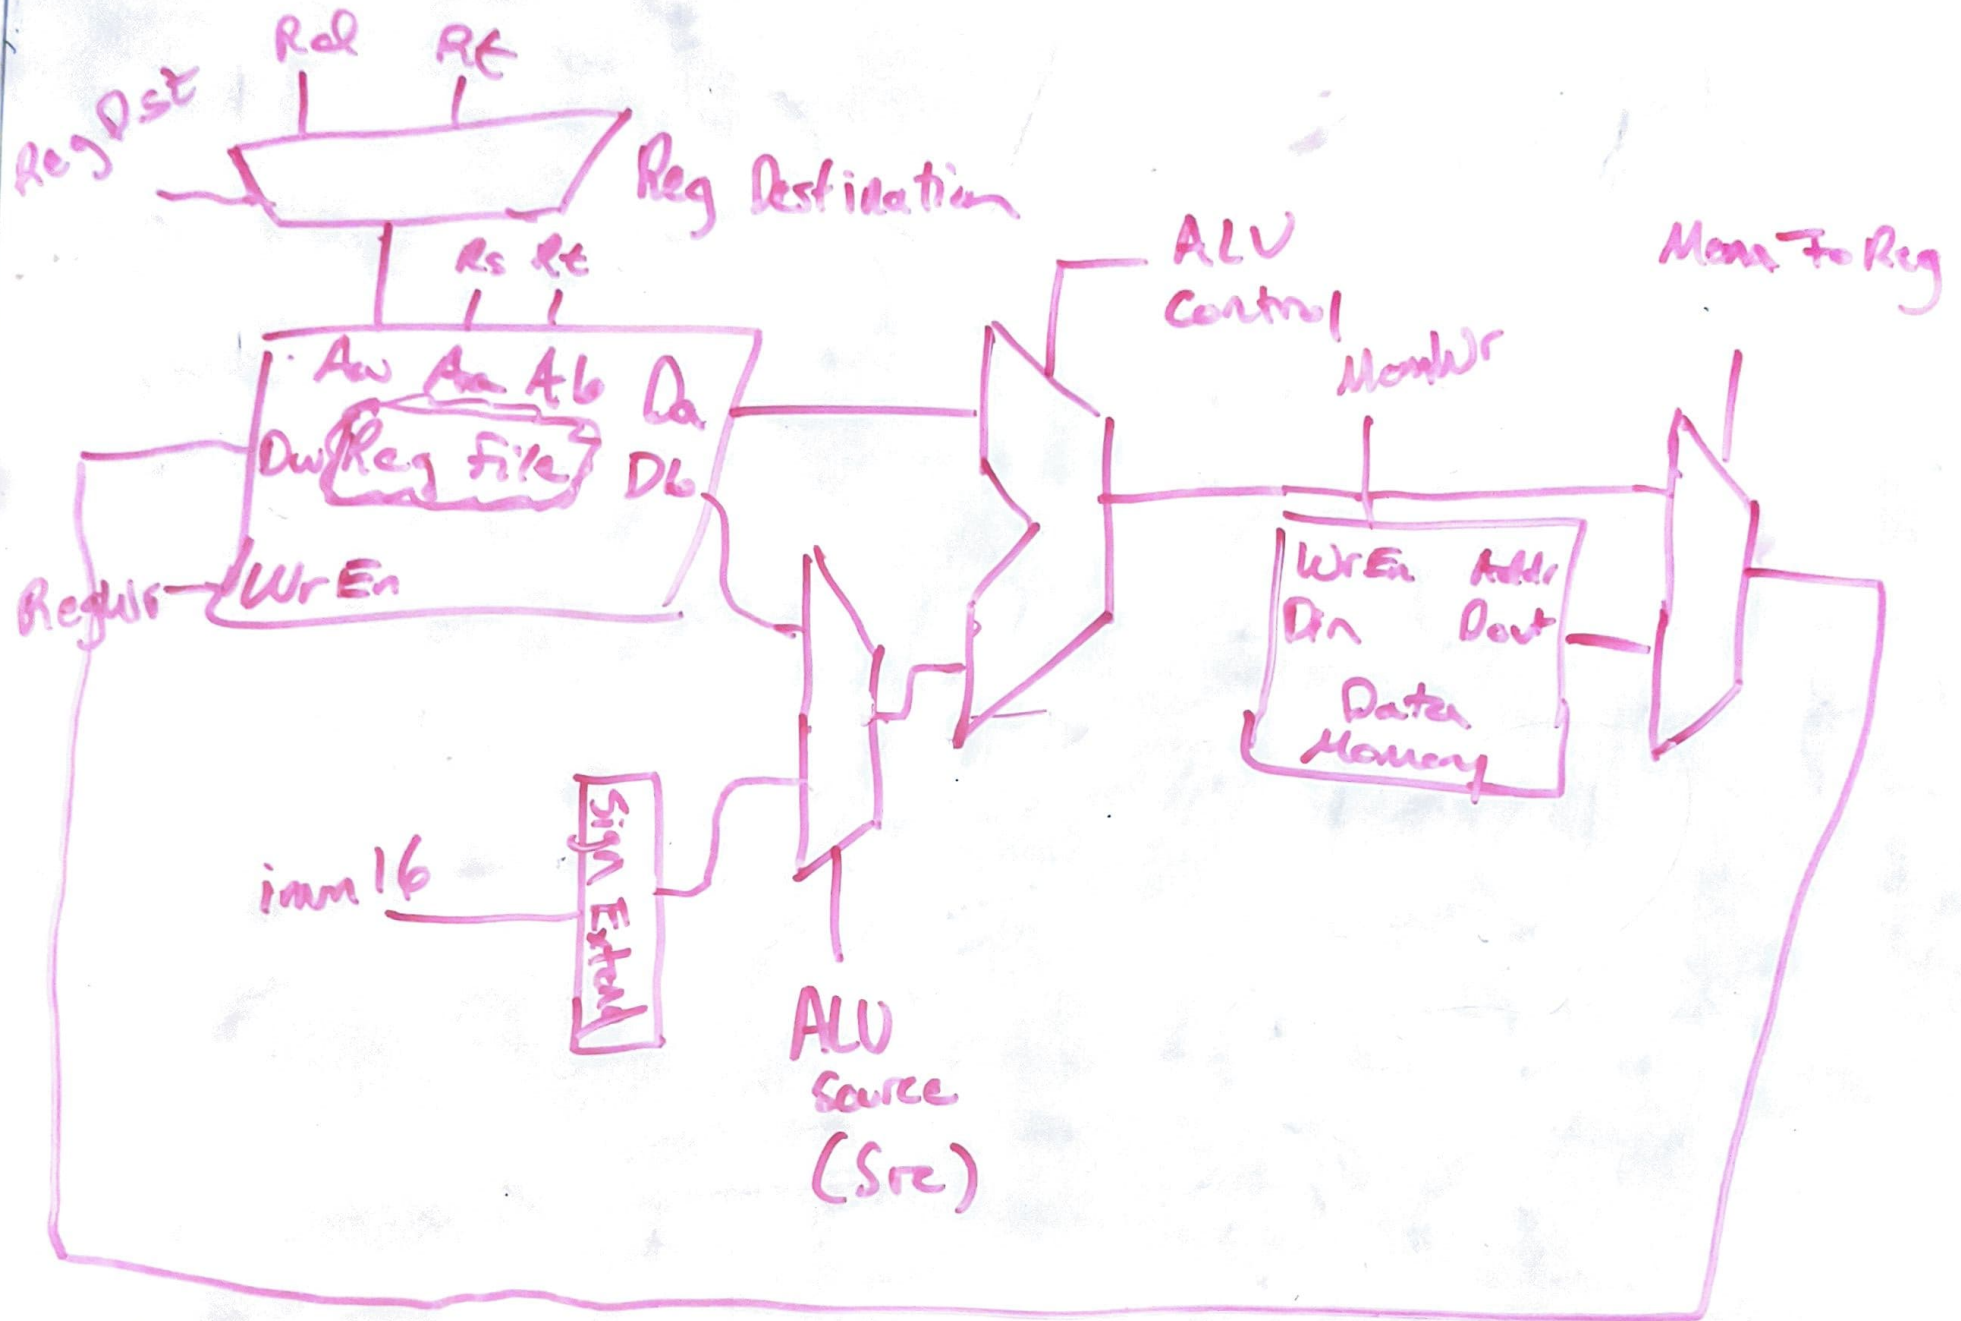 Rd Rt
RegDst
Reg Destination
Rs Rt
ALU
Control
MemToReg
MemWr
Aw Aa Ab Da
Dw Reg File Db
WrEn
RegWr
WrEn Addr
Din Dout
Data
Memory
imm16
Sign Extend
ALU
Source
(Src)